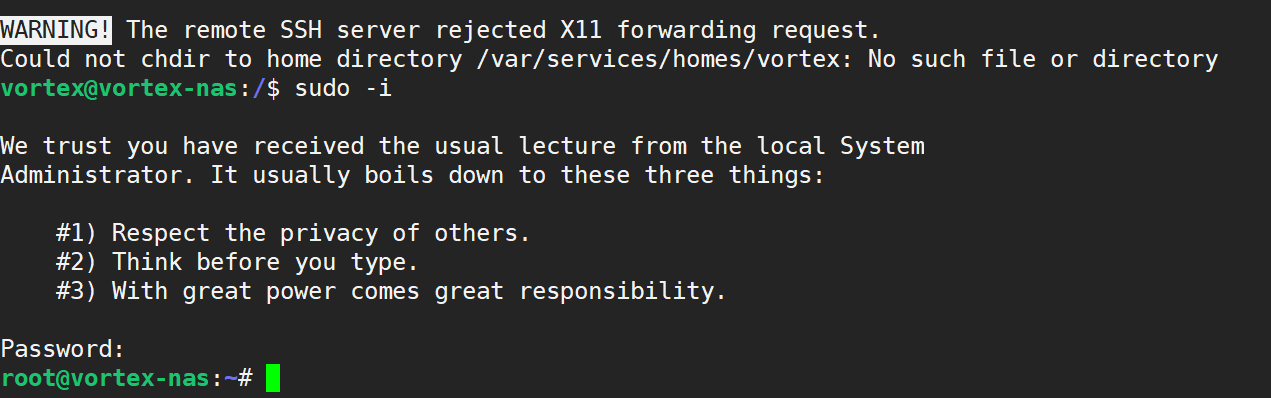 WARNING! The remote SSH server rejected X11 forwarding request.
Could not chdir to home directory /var/services/homes/vortex: No such file or directory
vortex@vortex-nas:/$ sudo -i
We trust you have received the usual lecture from the local System
Administrator. It usually boils down to these three things:
#1) Respect the privacy of others.
#2) Think before you type.
#3) With great power comes great responsibility.
Password:
root@vortex-nas:~#